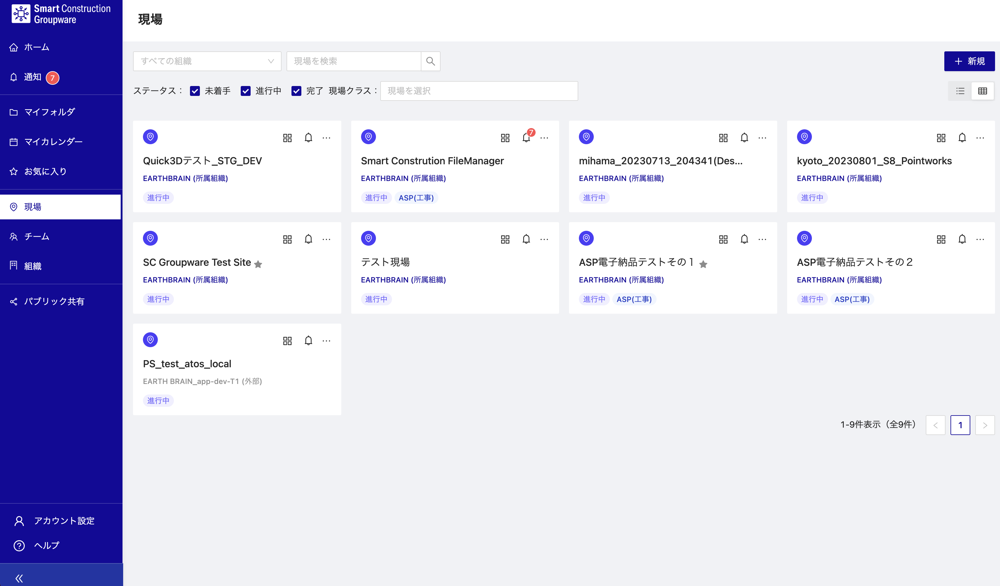 Smart Construction
Groupware
ホーム
通知 7
マイフォルダ
マイカレンダー
お気に入り
現場
チーム
組織
パブリック共有
アカウント設定
ヘルプ
現場
すべての組織
現場を検索
新規
ステータス： 未着手 進行中 完了 現場クラス： 現場を選択
Quick3Dテスト_STG_DEV
EARTHBRAIN (所属組織)
進行中
7
Smart Constrution FileManager
EARTHBRAIN (所属組織)
進行中 ASP(工事)
mihama_20230713_204341(Des...
EARTHBRAIN (所属組織)
進行中
kyoto_20230801_S8_Pointworks
EARTHBRAIN (所属組織)
進行中
SC Groupware Test Site
EARTHBRAIN (所属組織)
進行中
テスト現場
EARTHBRAIN (所属組織)
進行中
ASP電子納品テストその１
EARTHBRAIN (所属組織)
進行中 ASP(工事)
ASP電子納品テストその２
EARTHBRAIN (所属組織)
進行中 ASP(工事)
PS_test_atos_local
EARTH BRAIN_app-dev-T1 (外部)
進行中
1-9件表示（全9件） < 1 >